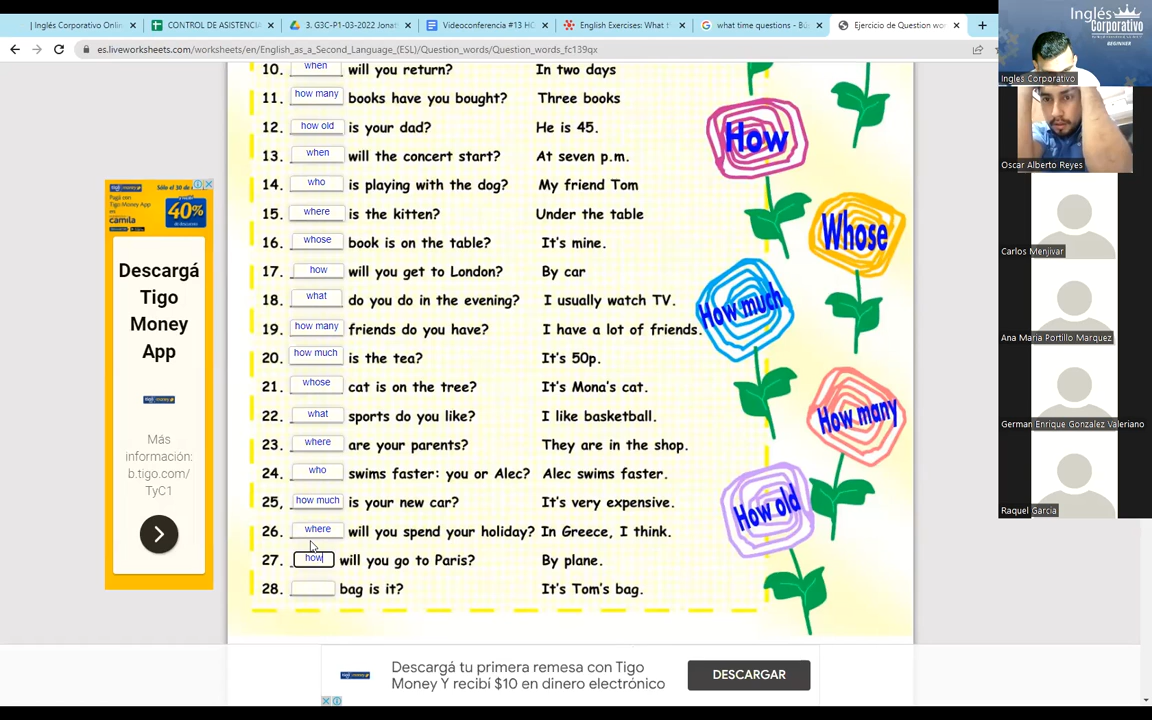 | Inglés Corporativo Onlin
CONTROL DE ASISTENCIA
3. G3C-P1-03-2022 Jonat
Videoconferencia #13 HO
English Exercises: What t
what time questions - Bú
Ejercicio de Question wo
es.liveworksheets.com/worksheets/en/English_as_a_Second_Language_(ESL)/Question_words/Question_words_fc139qx
10. when will you return? In two days
11. how many books have you bought? Three books
12. how old is your dad? He is 45.
13. when will the concert start? At seven p.m.
14. who is playing with the dog? My friend Tom
15. where is the kitten? Under the table
16. whose book is on the table? It's mine.
17. how will you get to London? By car
18. what do you do in the evening? I usually watch TV.
19. how many friends do you have? I have a lot of friends.
20. how much is the tea? It's 50p.
21. whose cat is on the tree? It's Mona's cat.
22. what sports do you like? I like basketball.
23. where are your parents? They are in the shop.
24. who swims faster: you or Alec? Alec swims faster.
25, how much is your new car? It's very expensive.
26. where will you spend your holiday? In Greece, I think.
27. how will you go to Paris? By plane.
28. bag is it? It's Tom's bag.
How
Whose
How much
How many
How old
Sólo el 30 de
Pagá con
Tigo Money App
mi
camila
40%
Descargá
Tigo
Money
App
tigo money
Más
información:
b.tigo.com/
TyC1
Descargá tu primera remesa con Tigo
Money Y recibí $10 en dinero electrónico
DESCARGAR
Inglés
Corporativo
BEGINNER
Inglés Corporativo
Oscar Alberto Reyes
Carlos Menjivar
Ana Maria Portillo Marquez
German Enrique Gonzalez Valeriano
Raquel Garcia